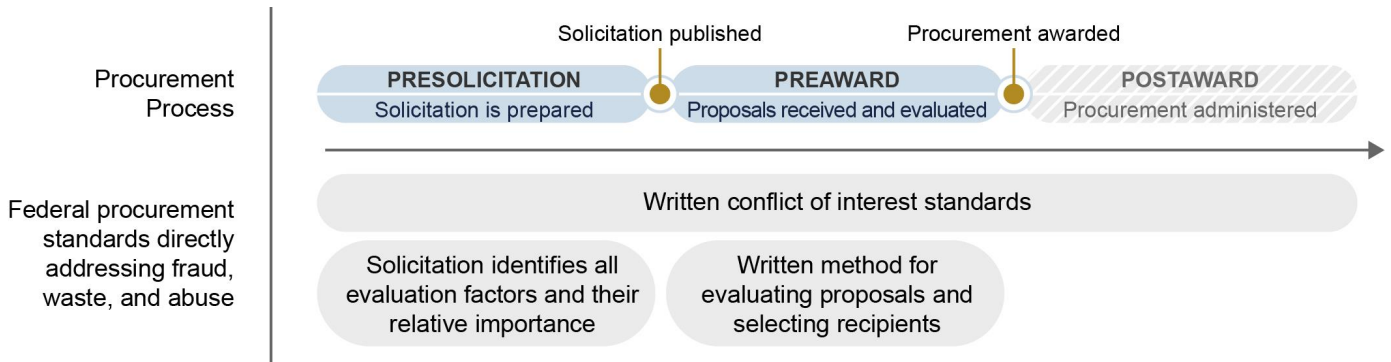 Solicitation published
Procurement awarded
Procurement
Process
PRESOLICITATION
Solicitation is prepared
PREAWARD
Proposals received and evaluated
POSTAWARD
Procurement administered
Federal procurement
standards directly
addressing fraud,
waste, and abuse
Written conflict of interest standards
Solicitation identifies all
evaluation factors and their
relative importance
Written method for
evaluating proposals and
selecting recipients